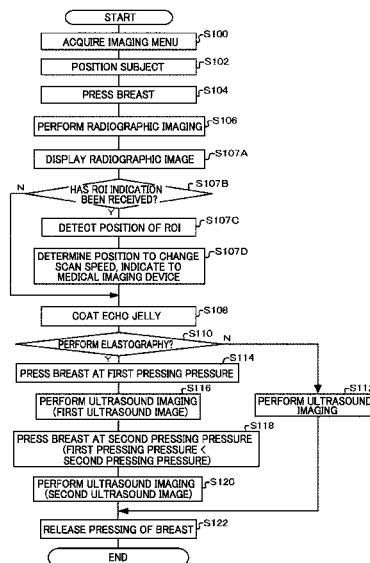 START
ACQUIRE IMAGING MENU S100
POSITION SUBJECT S102
PRESS BREAST S104
PERFORM RADIOGRAPHIC IMAGING S106
DISPLAY RADIOGRAPHIC IMAGE S107A
S107B
N HAS ROI INDICATION
BEEN RECEIVED?
Y S107C
DETECT POSITION OF ROI
S107D
DETERMINE POSITION TO CHANGE
SCAN SPEED, INDICATE TO
MEDICAL IMAGING DEVICE
COAT ECHO JELLY S108
S110
PERFORM ELASTOGRAPHY? N
Y S114
PRESS BREAST AT FIRST PRESSING PRESSURE
S116 S112
PERFORM ULTRASOUND IMAGING
(FIRST ULTRASOUND IMAGE)
PERFORM ULTRASOUND
IMAGING
S118
PRESS BREAST AT SECOND PRESSING PRESSURE
(FIRST PRESSING PRESSURE <
SECOND PRESSING PRESSURE)
S120
PERFORM ULTRASOUND IMAGING
(SECOND ULTRASOUND IMAGE)
RELEASE PRESSING OF BREAST S122
END